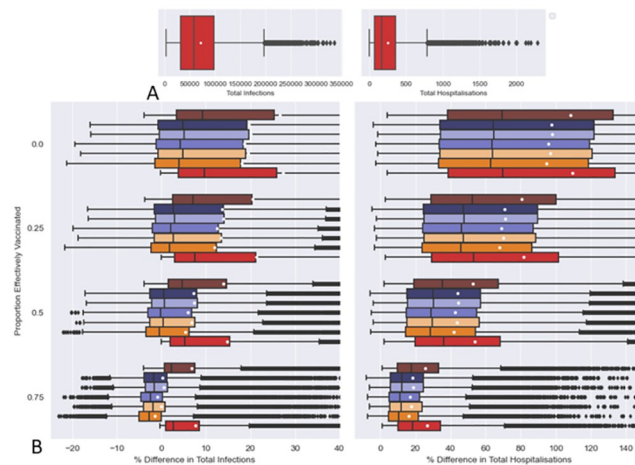 0 50000 100000 150000 200000 250000 300000 350000
Total Infections
0 500 1000 1500 2000
Total Hospitalisations
A
Proportion Effectively Vaccinated
0.0
0.25
0.5
0.75
B
-20 -10 0 10 20 30 40
% Difference in Total Infections
0 20 40 60 80 100 120 140
% Difference in Total Hospitalisations